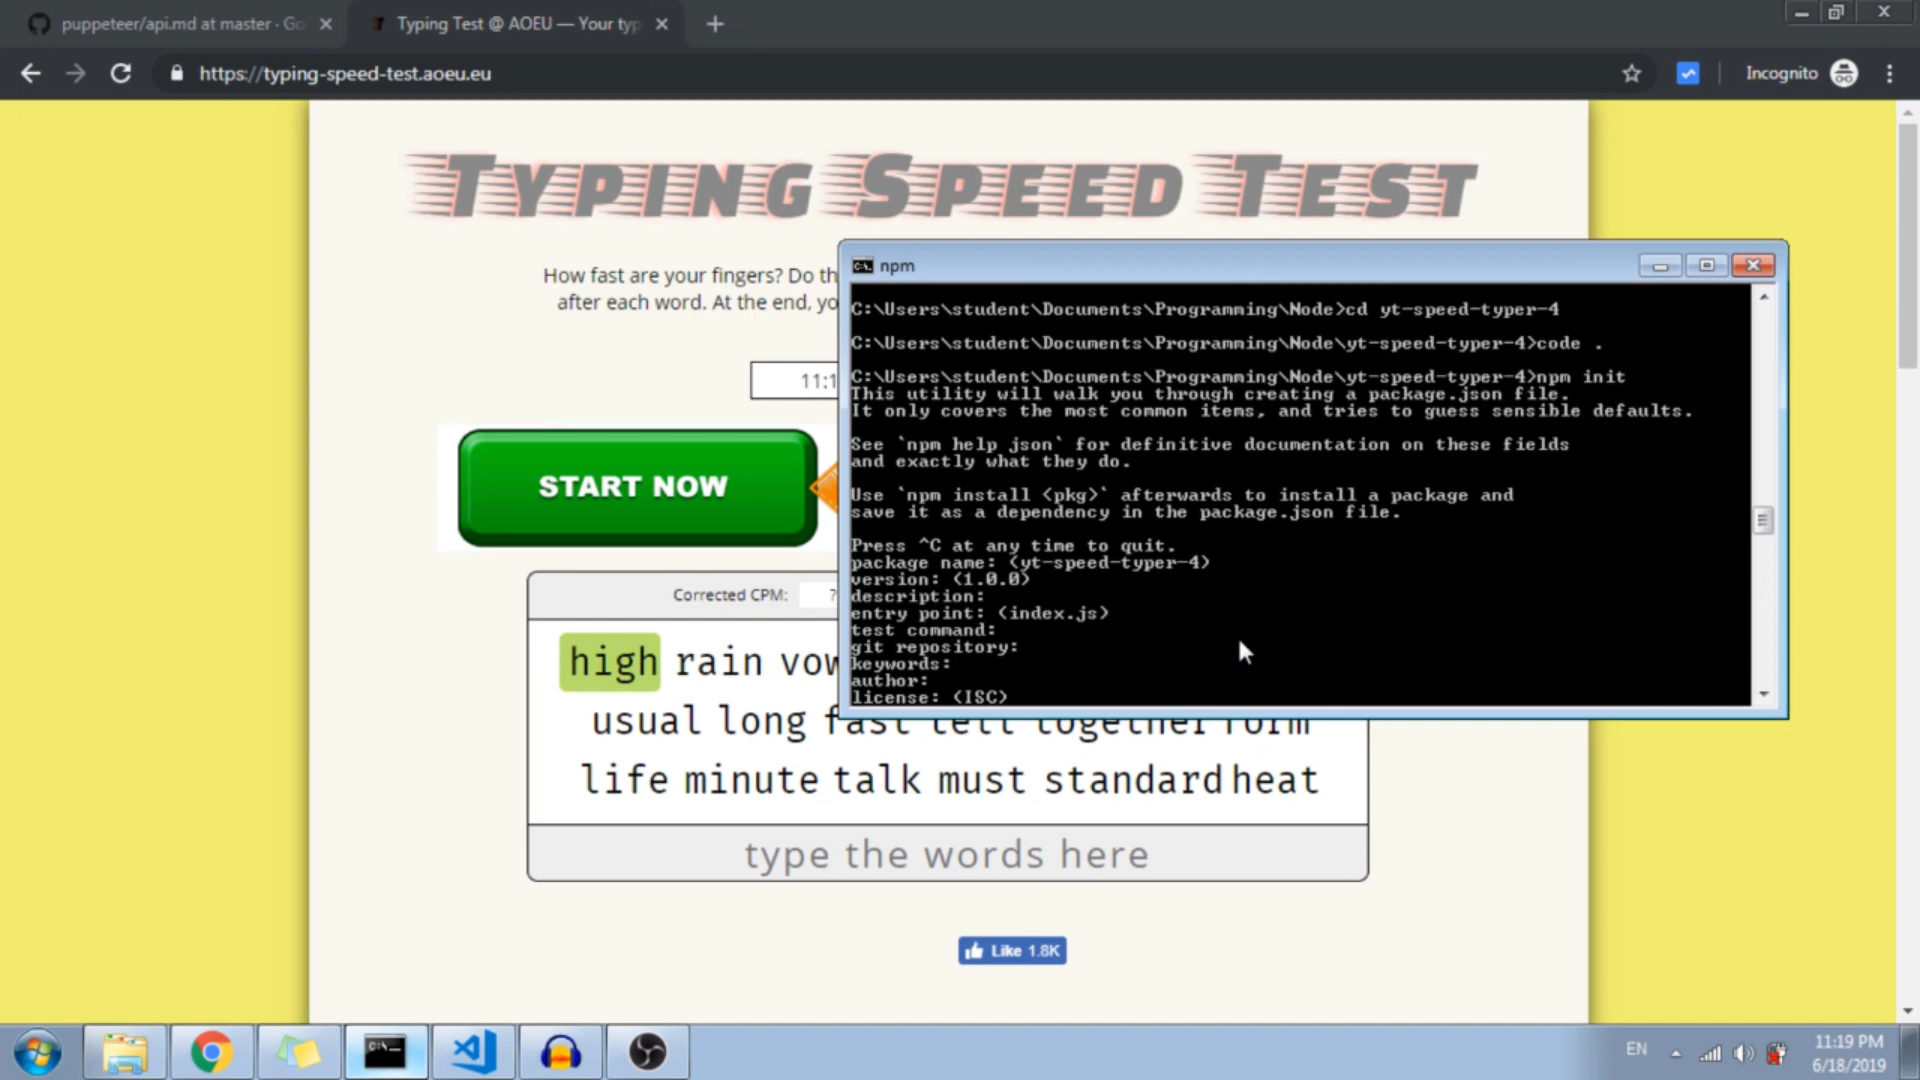 puppeteer/api.md at master · Go
Typing Test @ AOEU — Your typ
https://typing-speed-test.aoeu.eu
Incognito
TYPING SPEED TEST
How fast are your fingers? Do th
after each word. At the end, yo
11:1
START NOW
Corrected CPM: ?
high rain vow
usual long fast left together form
life minute talk must standard heat
type the words here
Like 1.8K
npm
C:\Users\student\Documents\Programming\Node>cd yt-speed-typer-4
C:\Users\student\Documents\Programming\Node\yt-speed-typer-4>code .
C:\Users\student\Documents\Programming\Node\yt-speed-typer-4>npm init
This utility will walk you through creating a package.json file.
It only covers the most common items, and tries to guess sensible defaults.
See `npm help json` for definitive documentation on these fields
and exactly what they do.
Use `npm install <pkg>` afterwards to install a package and
save it as a dependency in the package.json file.
Press ^C at any time to quit.
package name: (yt-speed-typer-4)
version: (1.0.0)
description:
entry point: (index.js)
test command:
git repository:
keywords:
author:
license: (ISC)
EN
11:19 PM
6/18/2019